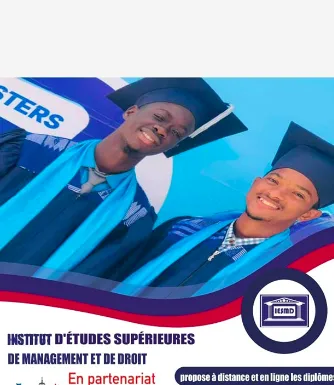 STERS
IESMD
INSTITUT D'ÉTUDES SUPÉRIEURES
DE MANAGEMENT ET DE DROIT
En partenariat
propose à distance et en ligne les diplôme